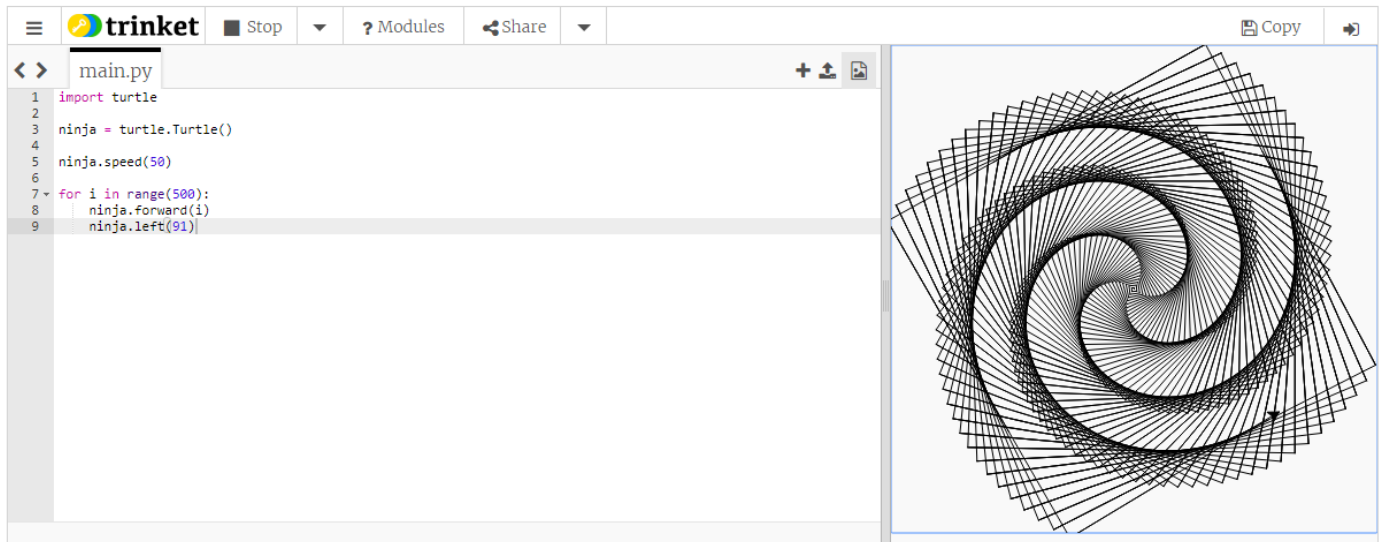 trinket Stop ? Modules Share Copy
main.py
1 import turtle
2
3 ninja = turtle.Turtle()
4
5 ninja.speed(50)
6
7 for i in range(500):
8     ninja.forward(i)
9     ninja.left(91)